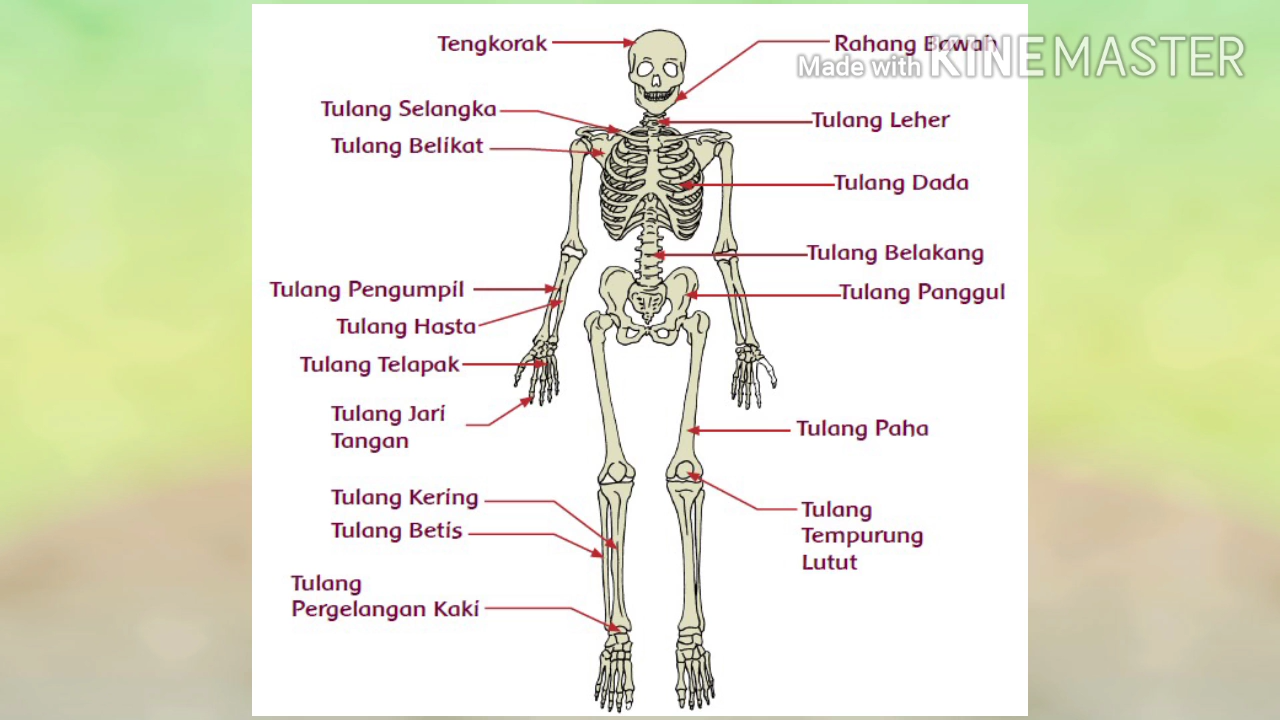 Tengkorak
Rahang Bawah
Made with KINEMASTER
Tulang Selangka
Tulang Leher
Tulang Belikat
Tulang Dada
Tulang Belakang
Tulang Pengumpil
Tulang Panggul
Tulang Hasta
Tulang Telapak
Tulang Jari
Tangan
Tulang Paha
Tulang Kering
Tulang Betis
Tulang
Tempurung
Lutut
Tulang
Pergelangan Kaki